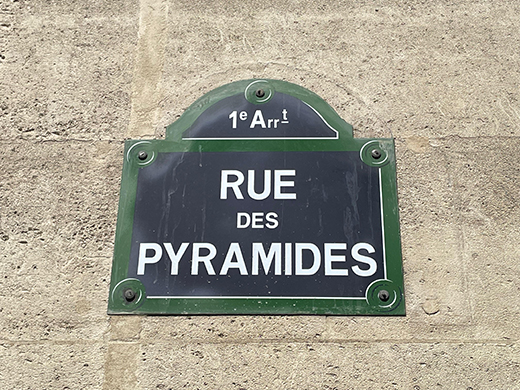 1e Arrt
RUE
DES
PYRAMIDES